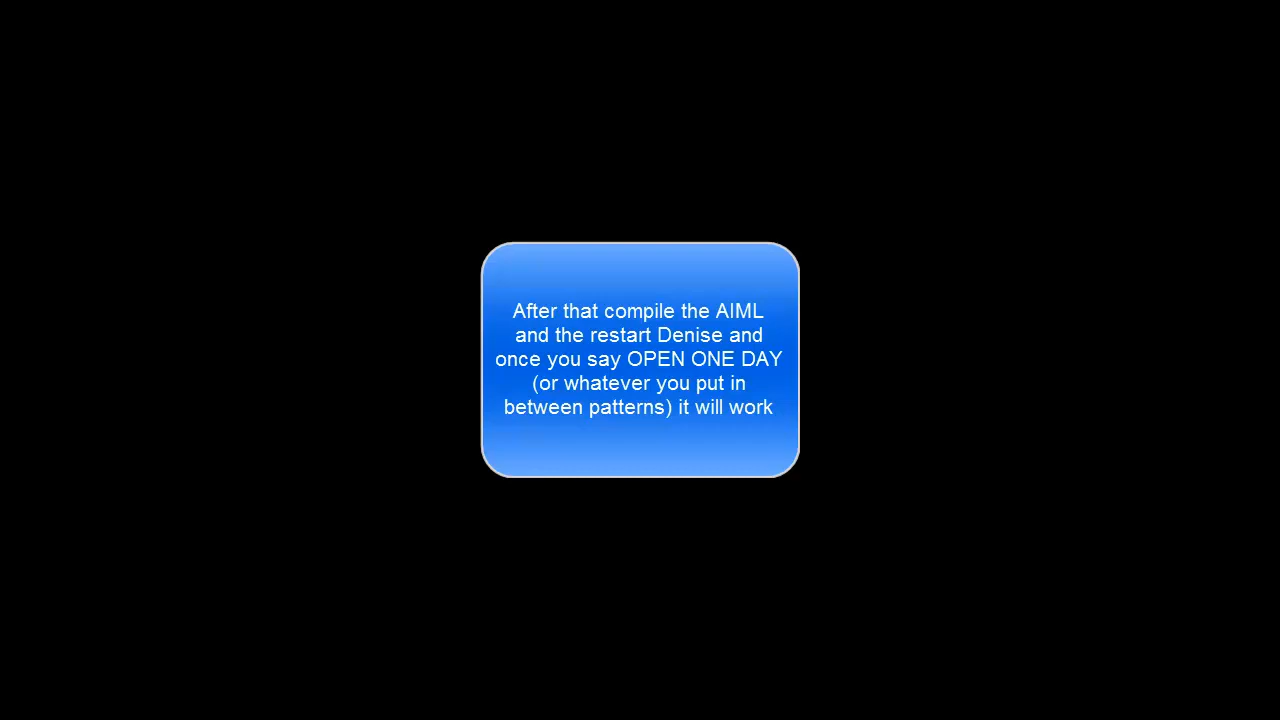 After that compile the AIML
and the restart Denise and
once you say OPEN ONE DAY
(or whatever you put in
between patterns) it will work